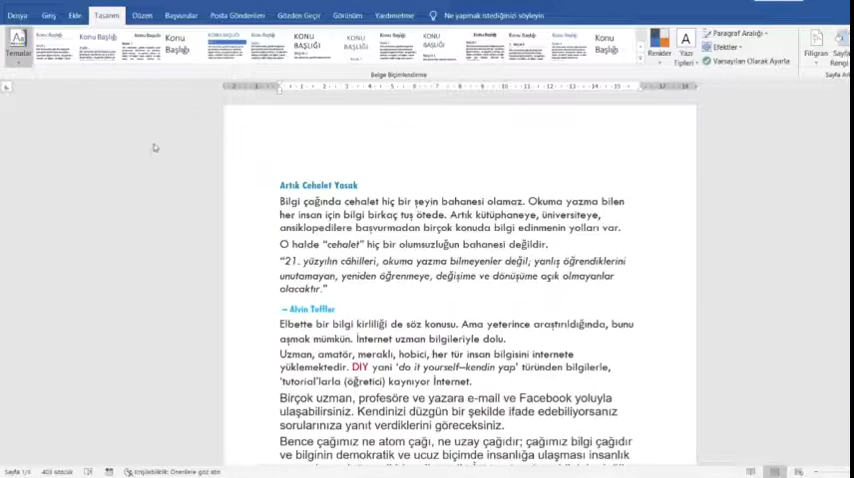 Dosya Giriş Ekle Tasarım Düzen Başvurular Posta Gönderileri Gözden Geçir Görünüm Yardım Ne yapmak istediğinizi söyleyin
Temalar
Konu Başlığı
Konu Başlığı
Konu Başlığı
Konu Başlığı
KONU BAŞLIĞI
Konu Başlığı
KONU BAŞLIĞI
KONU BAŞLIĞI
KONU BAŞLIĞI
Konu Başlığı
Konu Başlığı
Konu Başlığı
Konu Başlığı
Renkler
Yazı Tipleri
Paragraf Aralığı
Efektler
Varsayılan Olarak Ayarla
Filigran
Sayfa Rengi
Belge Biçimlendirme
Artık Cehalet Yasak
Bilgi çağında cehalet hiç bir şeyin bahanesi olamaz. Okuma yazma bilen
her insan için bilgi birkaç tuş ötede. Artık kütüphaneye, üniversiteye,
ansiklopedilere başvurmadan birçok konuda bilgi edinmenin yolları var.
O halde “cehalet” hiç bir olumsuzluğun bahanesi değildir.
“21. yüzyılın câhilleri, okuma yazma bilmeyenler değil; yanlış öğrendiklerini
unutamayan, yeniden öğrenmeye, değişime ve dönüşüme açık olmayanlar
olacaktır.”
– Alvin Toffler
Elbette bir bilgi kirliliği de söz konusu. Ama yeterince araştırıldığında, bunu
aşmak mümkün. İnternet uzman bilgileriyle dolu.
Uzman, amatör, meraklı, hobici, her tür insan bilgisini internete
yüklemektedir. DIY yani ‘do it yourself–kendin yap’ türünden bilgilerle,
‘tutorial’larla (öğretici) kaynıyor İnternet.
Birçok uzman, profesöre ve yazara e-mail ve Facebook yoluyla
ulaşabilirsiniz. Kendinizi düzgün bir şekilde ifade edebiliyorsanız
sorularınıza yanıt verdiklerini göreceksiniz.
Bence çağımız ne atom çağı, ne uzay çağıdır; çağımız bilgi çağıdır
ve bilginin demokratik ve ucuz biçimde insanlığa ulaşması insanlık
Sayfa 1/1 403 sözcük Erişilebilirlik: Önerilere göz atın